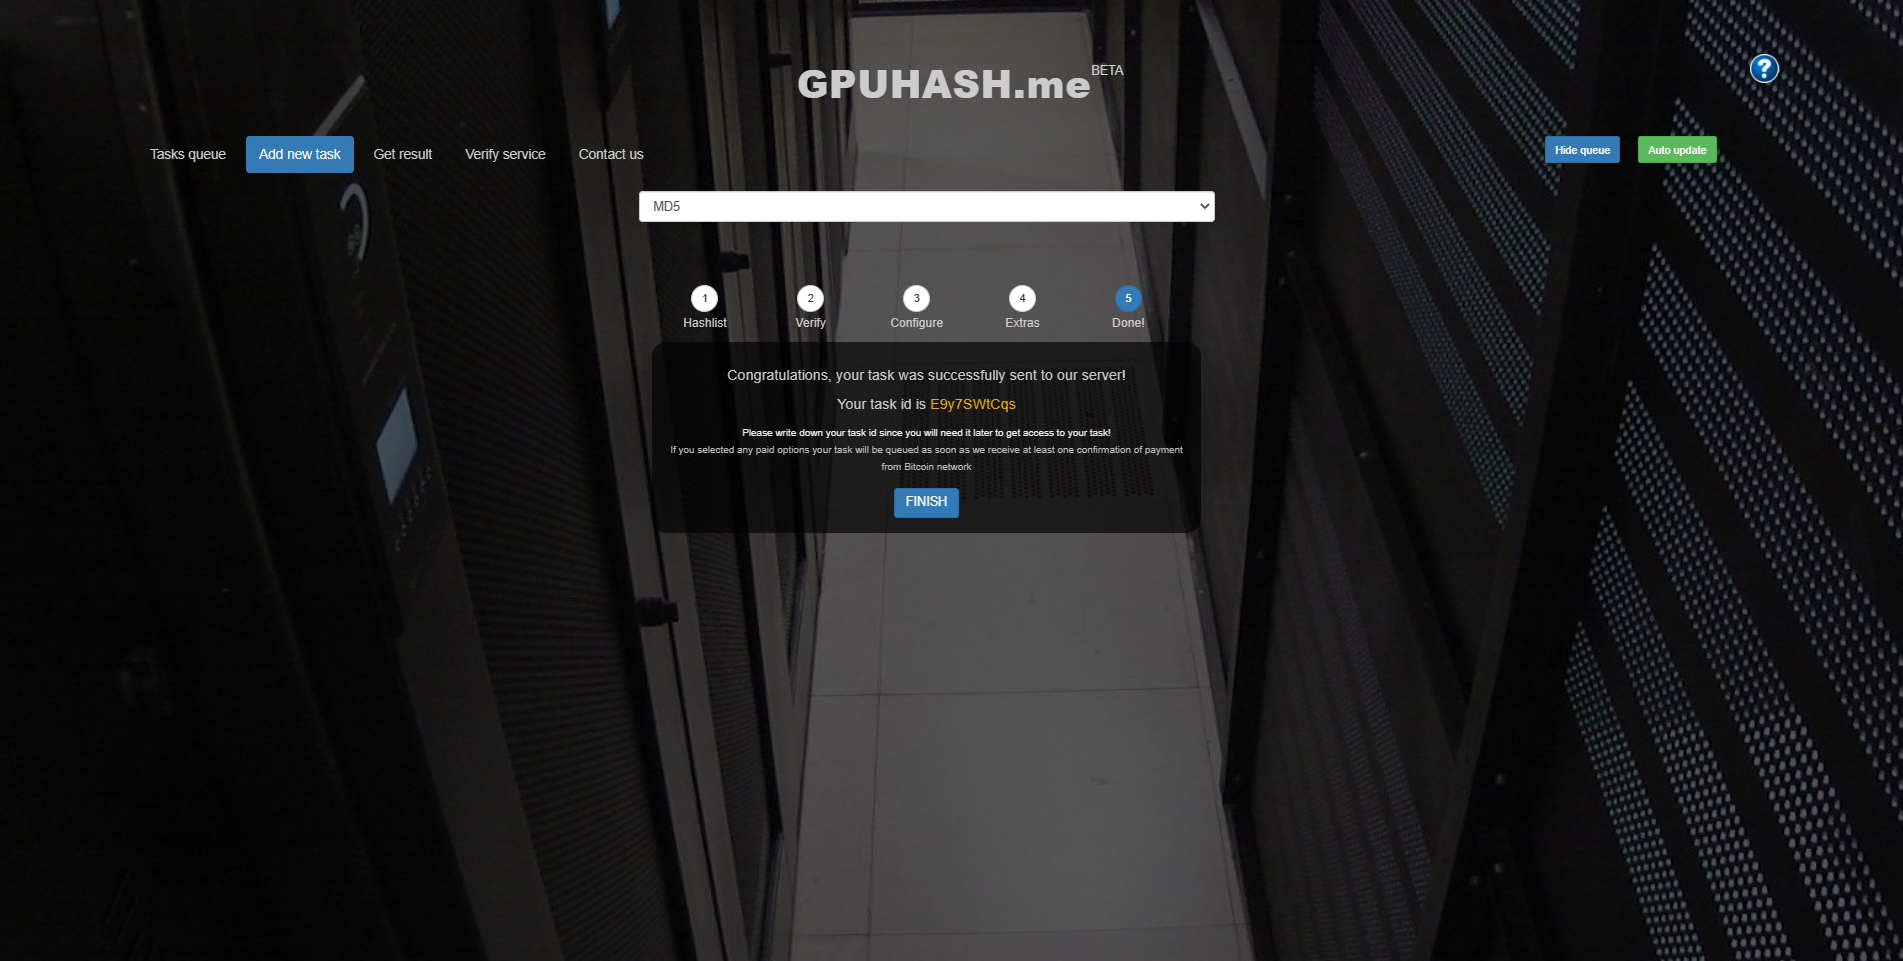 GPUHASH.me BETA
?
Tasks queue Add new task Get result Verify service Contact us Hide queue Auto update
MD5
1 2 3 4 5
Hashlist Verify Configure Extras Done!
Congratulations, your task was successfully sent to our server!
Your task id is E9y7SWtCqs
Please write down your task id since you will need it later to get access to your task!
If you selected any paid options your task will be queued as soon as we receive at least one confirmation of payment
from Bitcoin network
FINISH